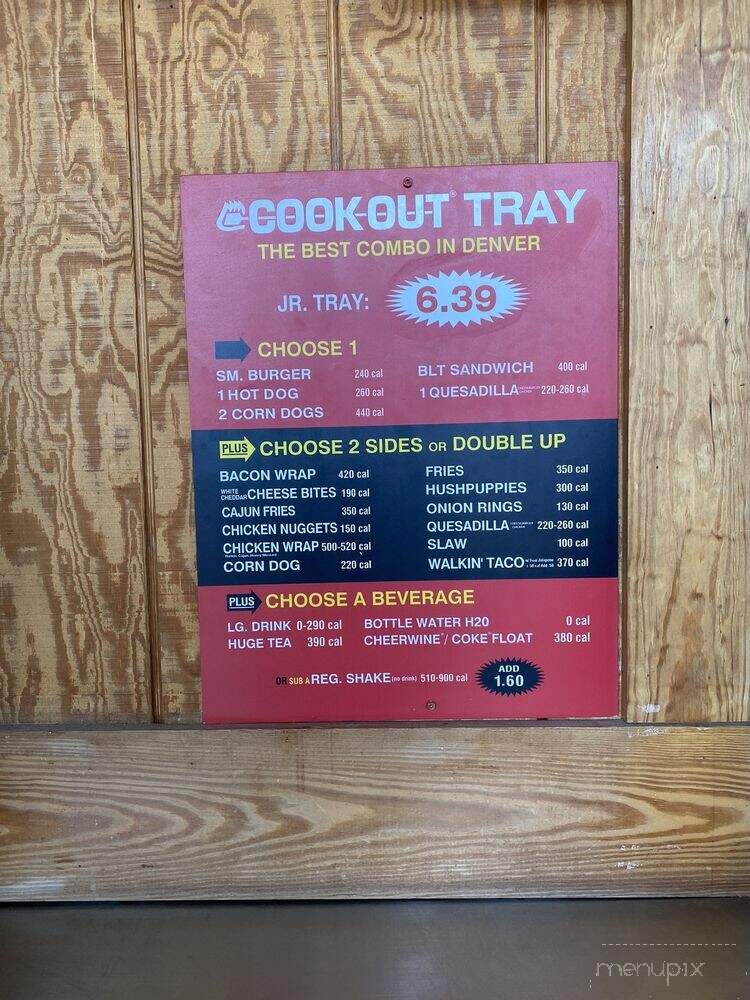 COOK-OUT® TRAY
THE BEST COMBO IN DENVER
JR. TRAY: 6.39
CHOOSE 1
SM. BURGER 240 cal
1 HOT DOG 260 cal
2 CORN DOGS 440 cal
BLT SANDWICH 400 cal
1 QUESADILLA 220-260 cal
PLUS CHOOSE 2 SIDES OR DOUBLE UP
BACON WRAP 420 cal
WHITE CHEDDAR CHEESE BITES 190 cal
CAJUN FRIES 350 cal
CHICKEN NUGGETS 150 cal
CHICKEN WRAP 500-520 cal
Ranch, Cajun, Honey Mustard
CORN DOG 220 cal
FRIES 350 cal
HUSHPUPPIES 300 cal
ONION RINGS 130 cal
QUESADILLA 220-260 cal
SLAW 100 cal
WALKIN' TACO 370 cal
PLUS CHOOSE A BEVERAGE
LG. DRINK 0-290 cal
HUGE TEA 390 cal
BOTTLE WATER H20 0 cal
CHEERWINE®/ COKE® FLOAT 380 cal
OR SUB A REG. SHAKE (no drink) 510-900 cal ADD 1.60
menupix